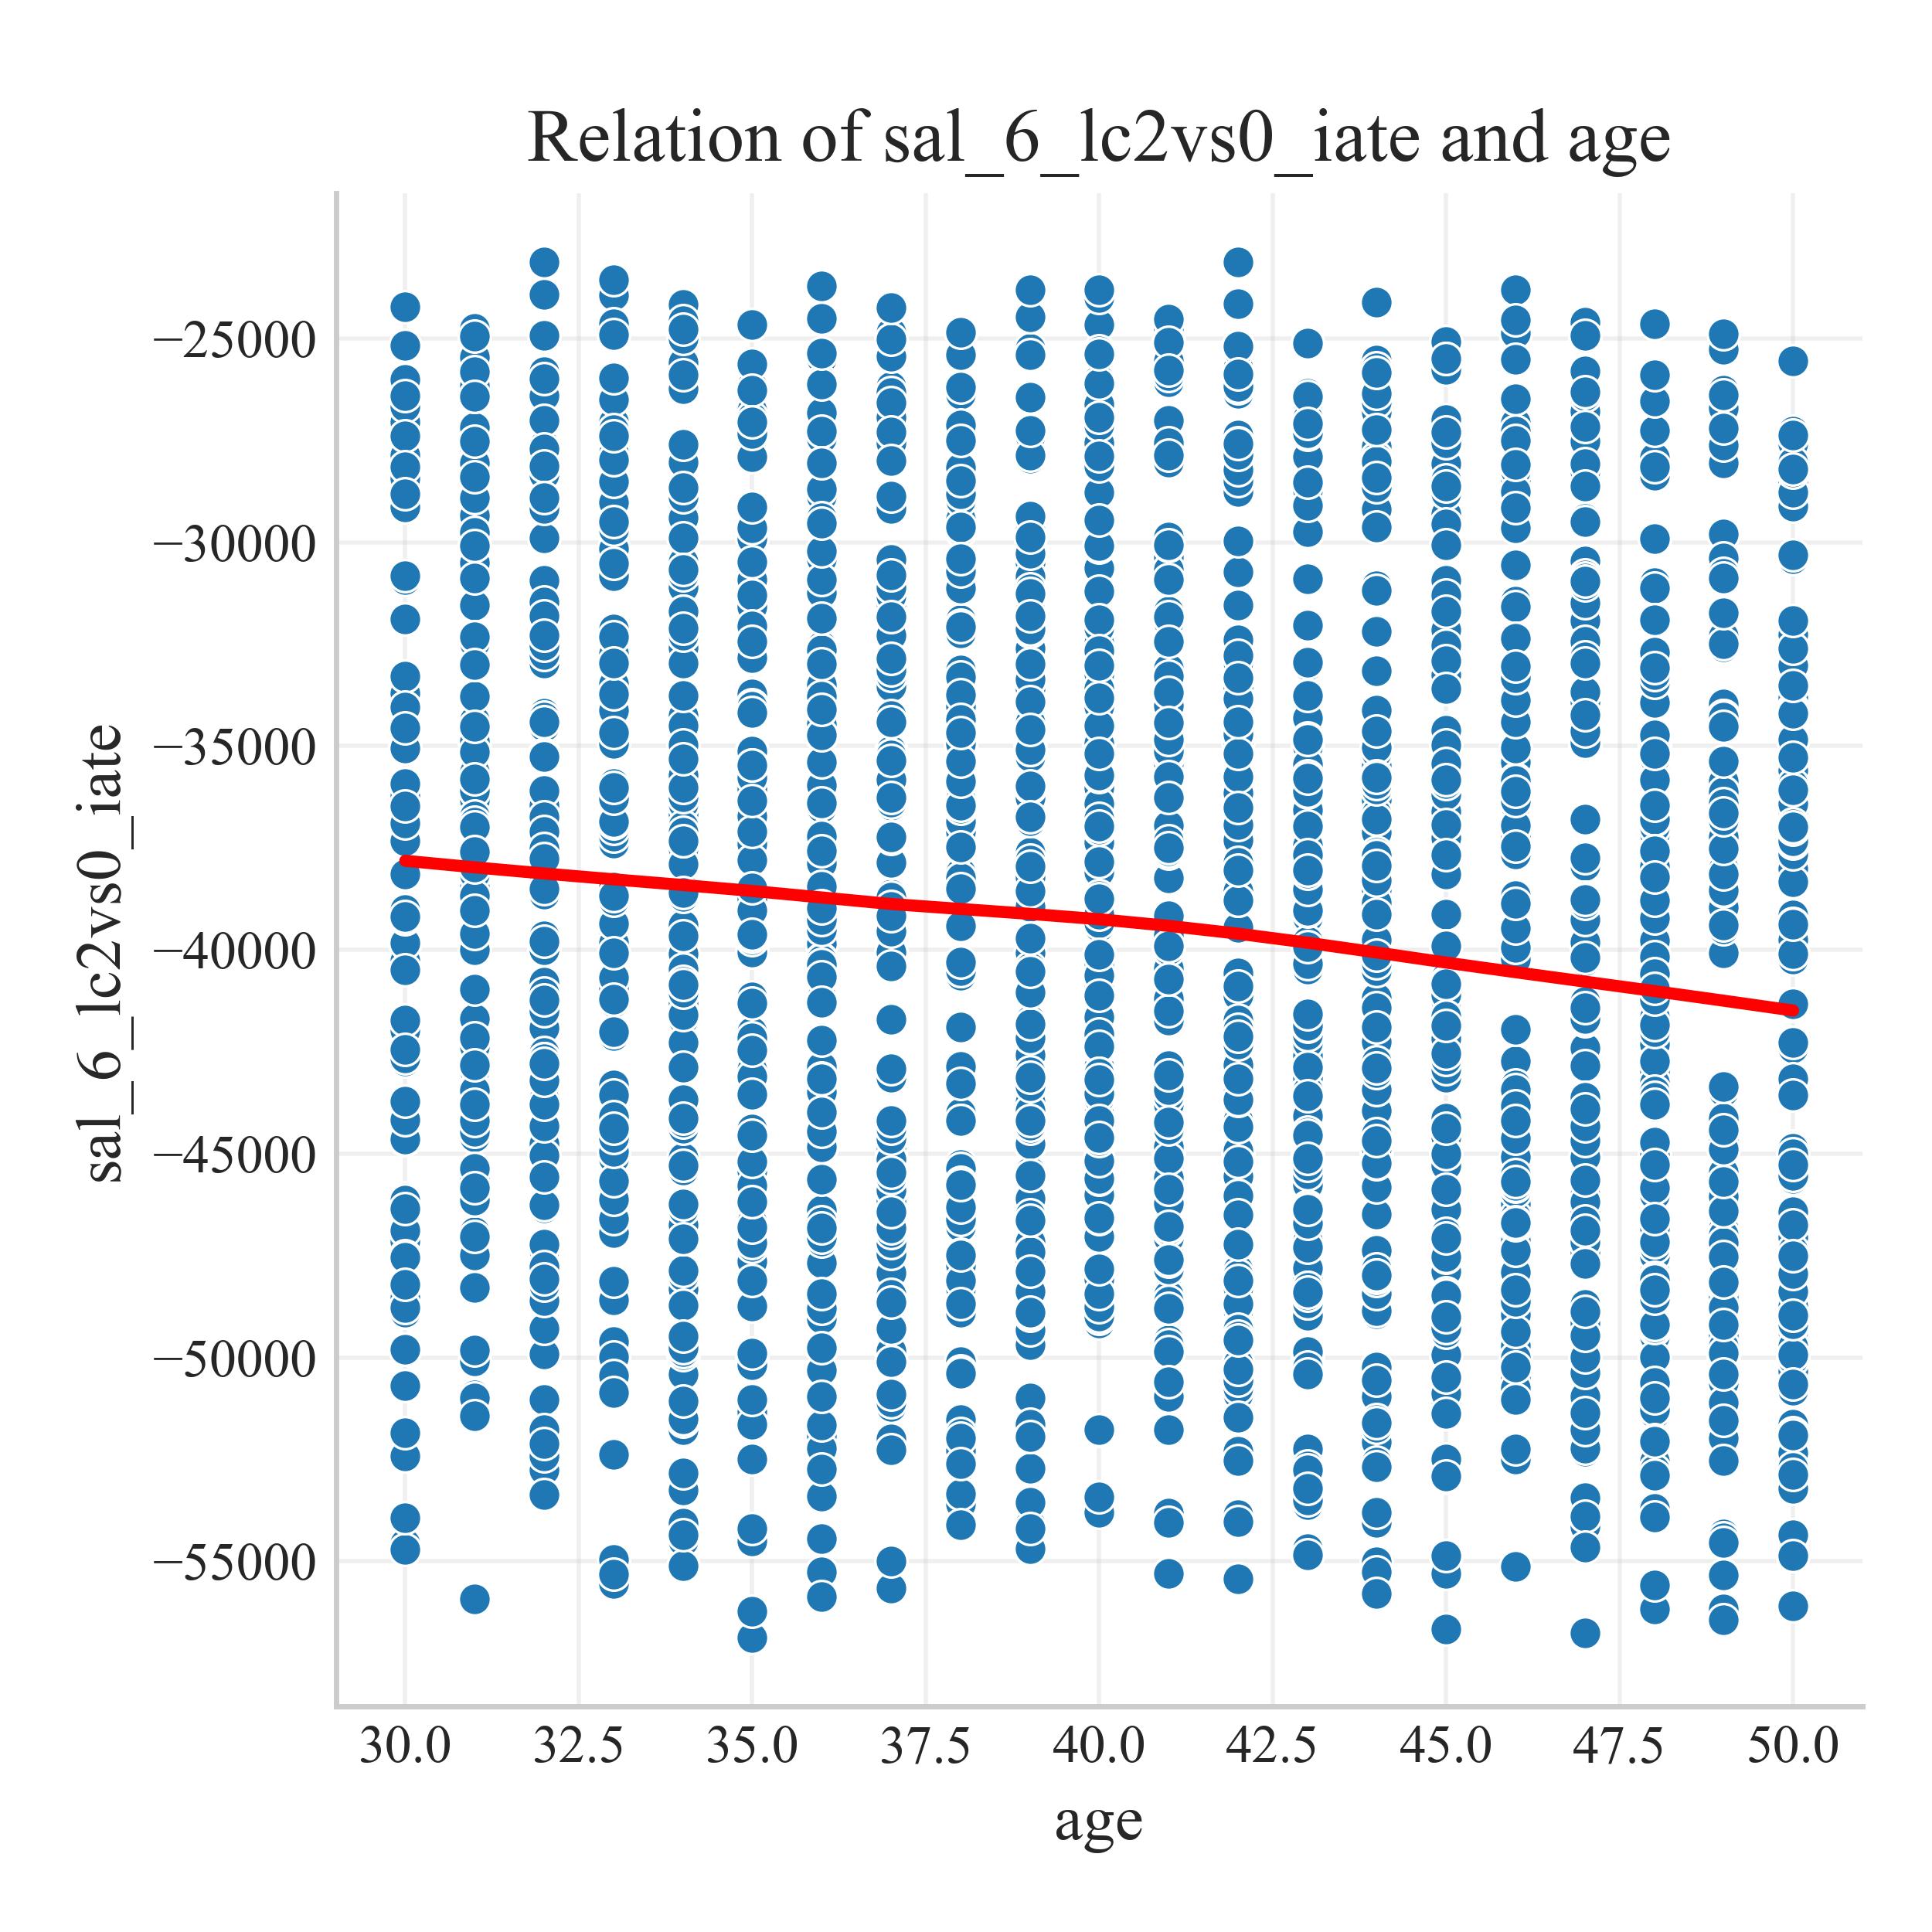 Relation of sal_6_lc2vs0_iate and age
sal_6_lc2vs0_iate
−25000
−30000
−35000
−40000
−45000
−50000
−55000
30.0 32.5 35.0 37.5 40.0 42.5 45.0 47.5 50.0
age